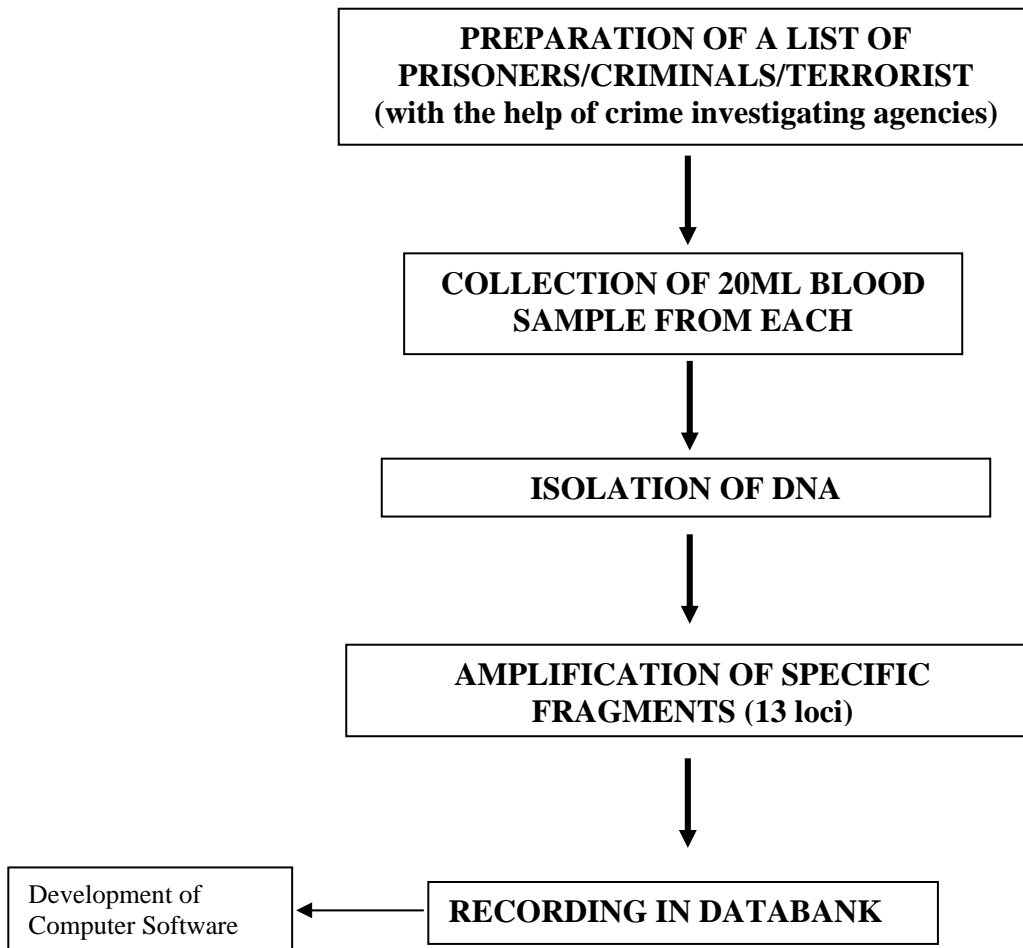 PREPARATION OF A LIST OF
PRISONERS/CRIMINALS/TERRORIST
(with the help of crime investigating agencies)
COLLECTION OF 20ML BLOOD
SAMPLE FROM EACH
ISOLATION OF DNA
AMPLIFICATION OF SPECIFIC
FRAGMENTS (13 loci)
Development of
Computer Software
RECORDING IN DATABANK